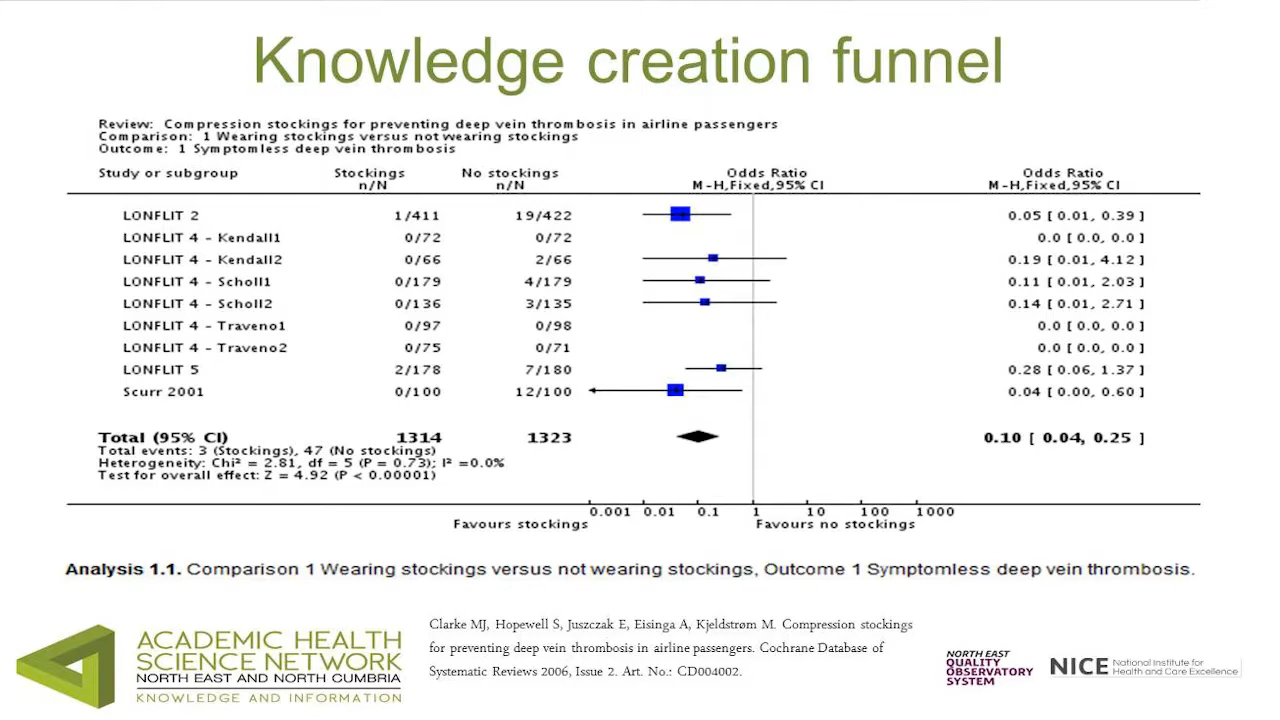 Knowledge creation funnel
Review: Compression stockings for preventing deep vein thrombosis in airline passengers
Comparison: 1 Wearing stockings versus not wearing stockings
Outcome: 1 Symptomless deep vein thrombosis
Study or subgroup Stockings No stockings Odds Ratio Odds Ratio
n/N n/N M-H,Fixed,95% CI M-H,Fixed,95% CI
LONFLIT 2 1/411 19/422 0.05 [ 0.01, 0.39 ]
LONFLIT 4 - Kendall1 0/72 0/72 0.0 [ 0.0, 0.0 ]
LONFLIT 4 - Kendall2 0/66 2/66 0.19 [ 0.01, 4.12 ]
LONFLIT 4 - Scholl1 0/179 4/179 0.11 [ 0.01, 2.03 ]
LONFLIT 4 - Scholl2 0/136 3/135 0.14 [ 0.01, 2.71 ]
LONFLIT 4 - Traveno1 0/97 0/98 0.0 [ 0.0, 0.0 ]
LONFLIT 4 - Traveno2 0/75 0/71 0.0 [ 0.0, 0.0 ]
LONFLIT 5 2/178 7/180 0.28 [ 0.06, 1.37 ]
Scurr 2001 0/100 12/100 0.04 [ 0.00, 0.60 ]
Total (95% CI) 1314 1323 0.10 [ 0.04, 0.25 ]
Total events: 3 (Stockings), 47 (No stockings)
Heterogeneity: Chi² = 2.81, df = 5 (P = 0.73); I² =0.0%
Test for overall effect: Z = 4.92 (P < 0.00001)
0.001 0.01 0.1 1 10 100 1000
Favours stockings Favours no stockings
Analysis 1.1. Comparison 1 Wearing stockings versus not wearing stockings, Outcome 1 Symptomless deep vein thrombosis.
ACADEMIC HEALTH
SCIENCE NETWORK
NORTH EAST AND NORTH CUMBRIA
KNOWLEDGE AND INFORMATION
Clarke MJ, Hopewell S, Juszczak E, Eisinga A, Kjeldstrøm M. Compression stockings
for preventing deep vein thrombosis in airline passengers. Cochrane Database of
Systematic Reviews 2006, Issue 2. Art. No.: CD004002.
NORTH EAST
QUALITY
OBSERVATORY
SYSTEM
NICE National Institute for
Health and Care Excellence